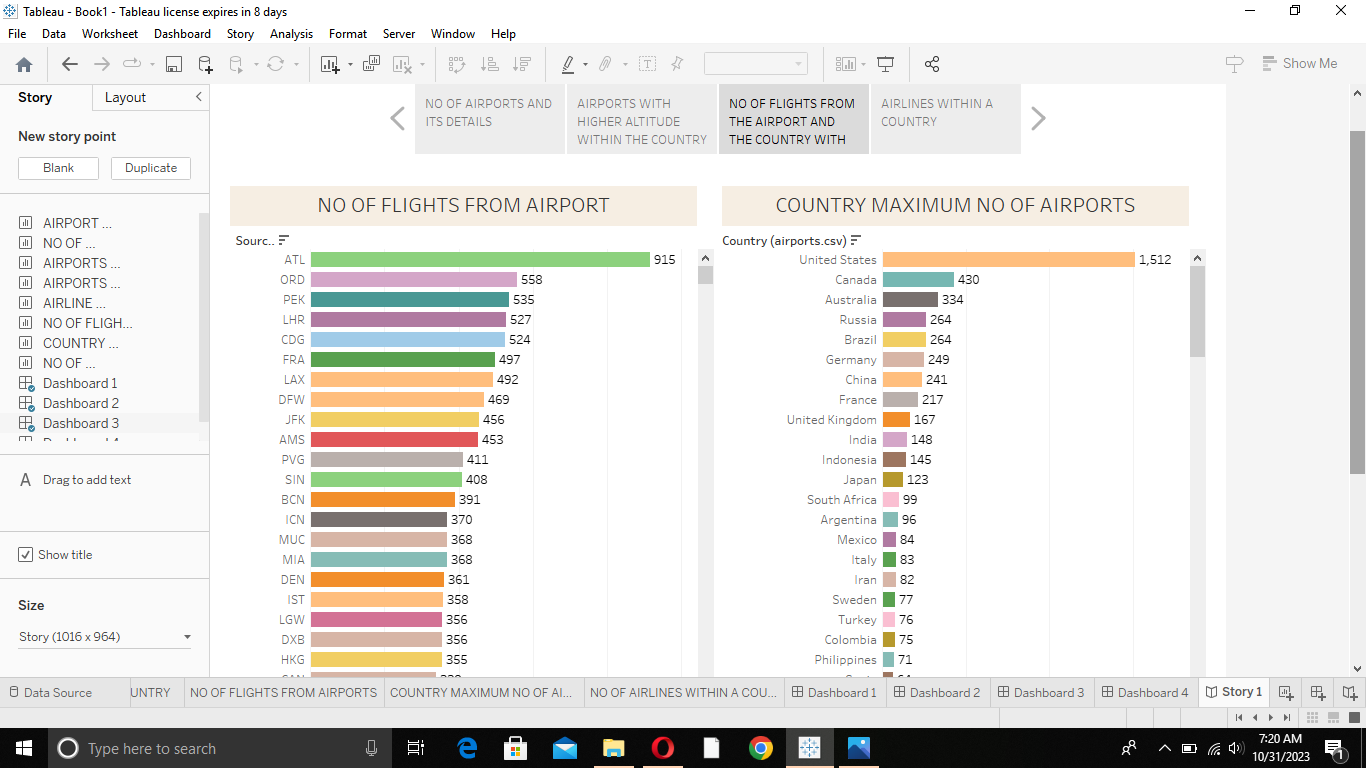 Tableau - Book1 - Tableau license expires in 8 days
File Data Worksheet Dashboard Story Analysis Format Server Window Help
Show Me
Story Layout
New story point
Blank Duplicate
AIRPORT ...
NO OF ...
AIRPORTS ...
AIRPORTS ...
AIRLINE ...
NO OF FLIGH...
COUNTRY ...
NO OF ...
Dashboard 1
Dashboard 2
Dashboard 3
A Drag to add text
Show title
Size
Story (1016 x 964)
NO OF AIRPORTS AND
ITS DETAILS
AIRPORTS WITH
HIGHER ALTITUDE
WITHIN THE COUNTRY
NO OF FLIGHTS FROM
THE AIRPORT AND
THE COUNTRY WITH
AIRLINES WITHIN A
COUNTRY
NO OF FLIGHTS FROM AIRPORT
Sourc..
ATL 915
ORD 558
PEK 535
LHR 527
CDG 524
FRA 497
LAX 492
DFW 469
JFK 456
AMS 453
PVG 411
SIN 408
BCN 391
ICN 370
MUC 368
MIA 368
DEN 361
IST 358
LGW 356
DXB 356
HKG 355
COUNTRY MAXIMUM NO OF AIRPORTS
Country (airports.csv)
United States 1,512
Canada 430
Australia 334
Russia 264
Brazil 264
Germany 249
China 241
France 217
United Kingdom 167
India 148
Indonesia 145
Japan 123
South Africa 99
Argentina 96
Mexico 84
Italy 83
Iran 82
Sweden 77
Turkey 76
Colombia 75
Philippines 71
Data Source UNTRY NO OF FLIGHTS FROM AIRPORTS COUNTRY MAXIMUM NO OF AI... NO OF AIRLINES WITHIN A COU... Dashboard 1 Dashboard 2 Dashboard 3 Dashboard 4 Story 1
Type here to search
7:20 AM
10/31/2023
1